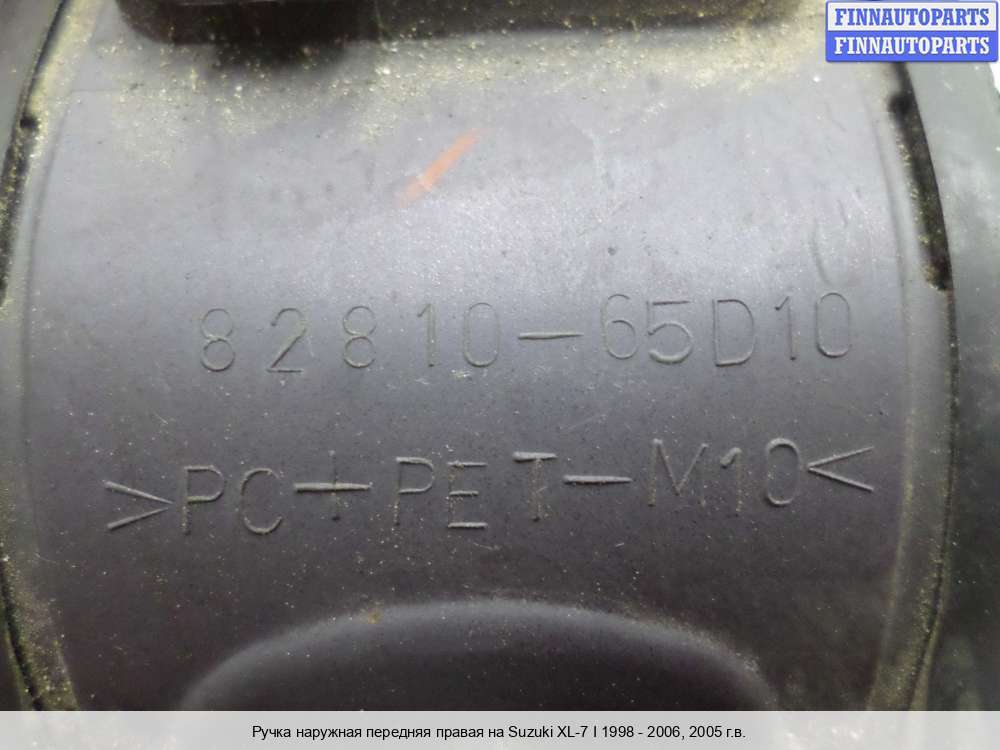 FINNAUTOPARTS
FINNAUTOPARTS
82810-65D10
>PC+PET-M10<
Ручка наружная передняя правая на Suzuki XL-7 I 1998 - 2006, 2005 г.в.